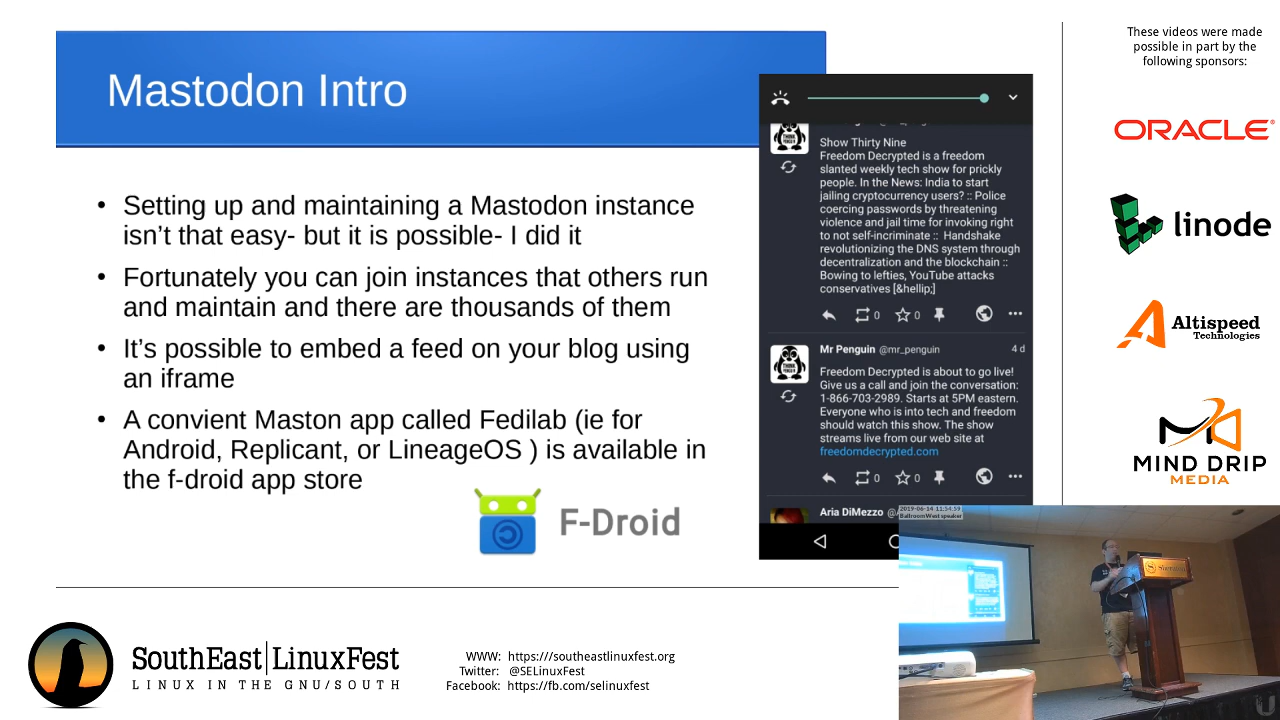 Mastodon Intro
Setting up and maintaining a Mastodon instance
isn't that easy- but it is possible- I did it
Fortunately you can join instances that others run
and maintain and there are thousands of them
It's possible to embed a feed on your blog using
an iframe
A convient Maston app called Fedilab (ie for
Android, Replicant, or LineageOS ) is available in
the f-droid app store
F-Droid
Show Thirty Nine
Freedom Decrypted is a freedom
slanted weekly tech show for prickly
people. In the News: India to start
jailing cryptocurrency users? :: Police
coercing passwords by threatening
violence and jail time for invoking right
to not self-incriminate :: Handshake
revolutionizing the DNS system through
decentralization and the blockchain ::
Bowing to lefties, YouTube attacks
conservatives [&hellip;]
0 0
Mr Penguin @mr_penguin 4 d
Freedom Decrypted is about to go live!
Give us a call and join the conversation:
1-866-703-2989. Starts at 5PM eastern.
Everyone who is into tech and freedom
should watch this show. The show
streams live from our web site at
freedomdecrypted.com
0 0
Aria DiMezzo
These videos were made
possible in part by the
following sponsors:
ORACLE
linode
Altispeed
Technologies
MIND DRIP
MEDIA
2019-06-14 11:54:59
BallroomWest speaker
Sheraton
SouthEast LinuxFest
LINUX IN THE GNU/SOUTH
WWW: https://southeastlinuxfest.org
Twitter: @SELinuxFest
Facebook: https://fb.com/selinuxfest